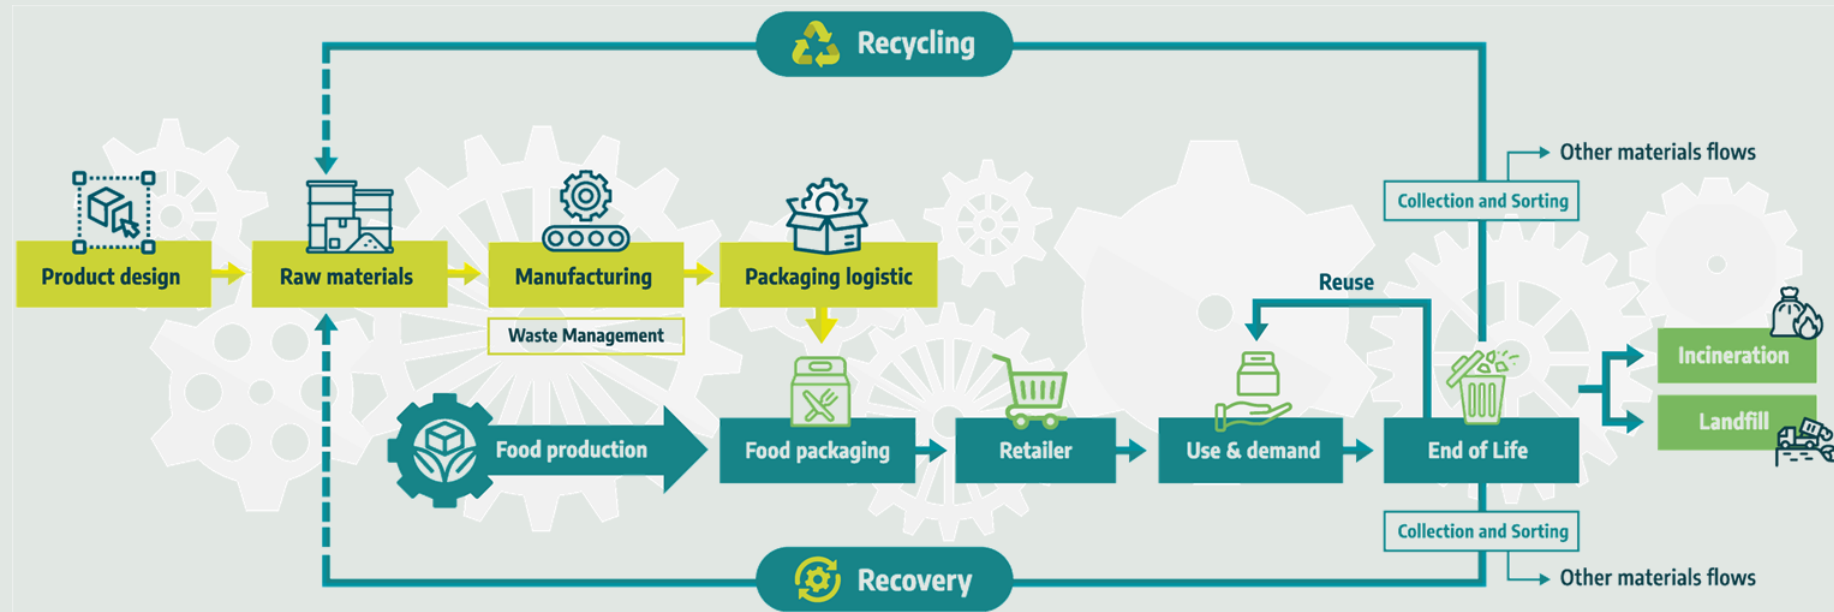 Recycling
Other materials flows
Collection and Sorting
Product design
Raw materials
Manufacturing
Packaging logistic
Reuse
Waste Management
Incineration
Landfill
Food production
Food packaging
Retailer
Use & demand
End of Life
Collection and Sorting
Recovery
Other materials flows